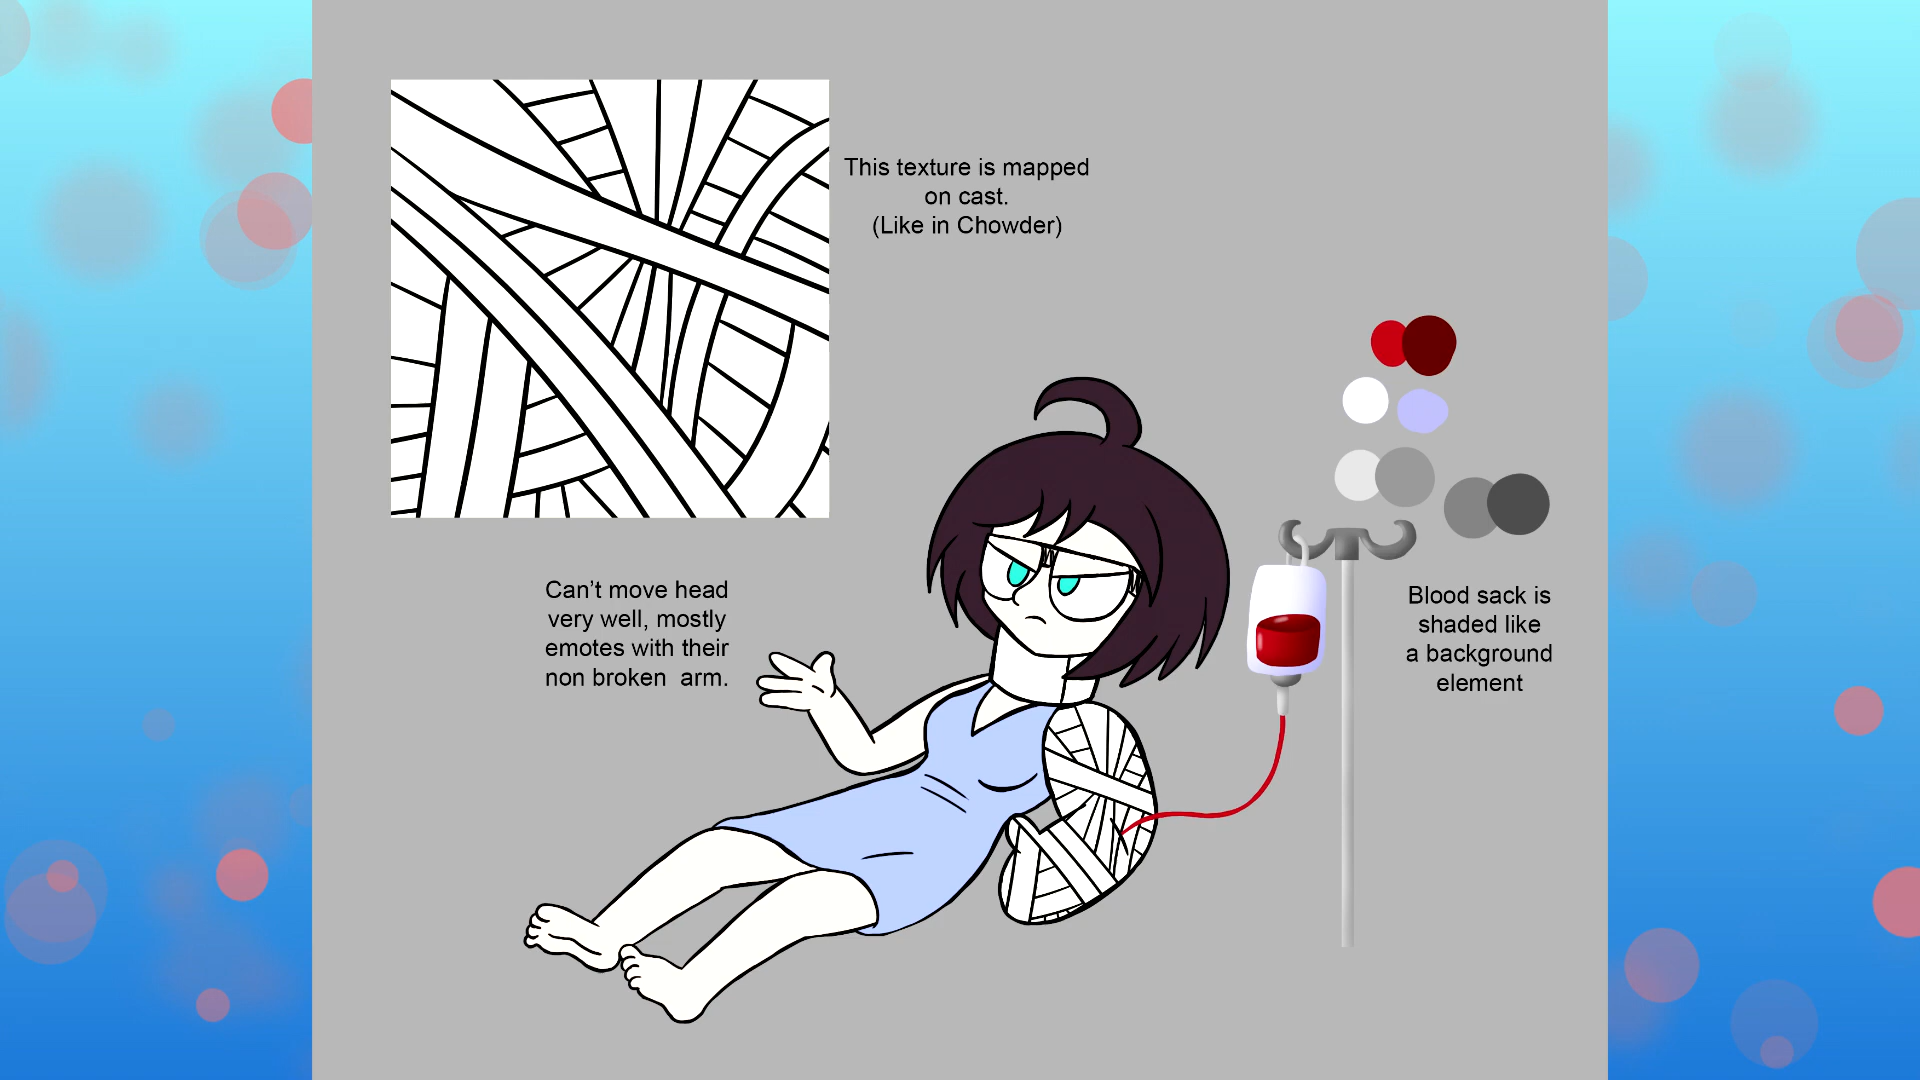 This texture is mapped
on cast.
(Like in Chowder)
Can’t move head
very well, mostly
emotes with their
non broken  arm.
Blood sack is
shaded like
a background
element